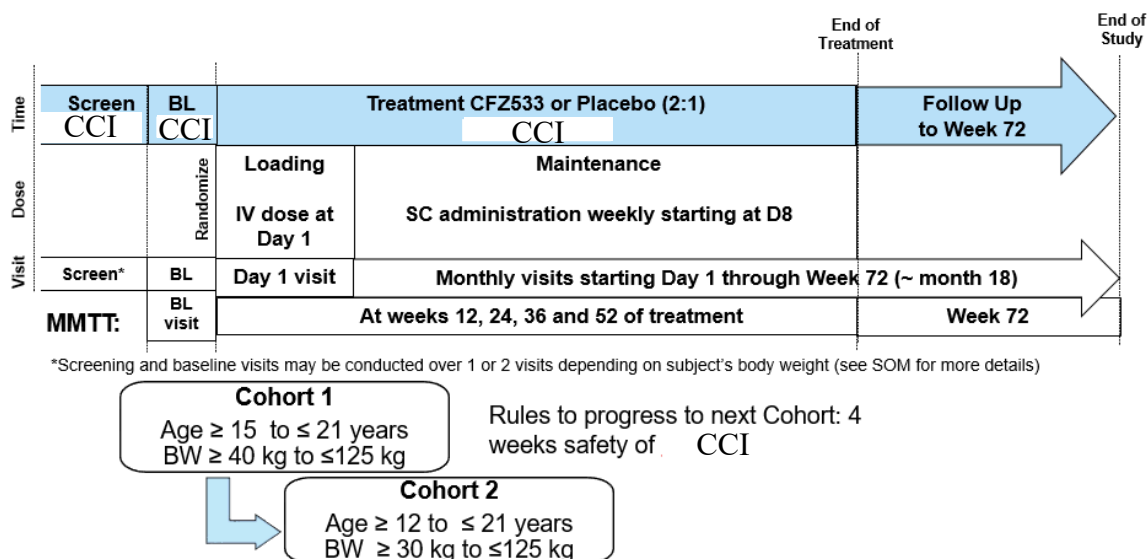 End of
Treatment
End of
Study
Time
Screen
CCI
BL
CCI
Treatment CFZ533 or Placebo (2:1)
CCI
Follow Up
to Week 72
Dose
Randomize
Loading
IV dose at
Day 1
Maintenance
SC administration weekly starting at D8
Visit
Screen*
BL
Day 1 visit
Monthly visits starting Day 1 through Week 72 (~ month 18)
MMTT:
BL
visit
At weeks 12, 24, 36 and 52 of treatment
Week 72
*Screening and baseline visits may be conducted over 1 or 2 visits depending on subject's body weight (see SOM for more details)
Cohort 1
Age ≥ 15 to ≤ 21 years
BW ≥ 40 kg to ≤125 kg
Rules to progress to next Cohort: 4
weeks safety of CCI
Cohort 2
Age ≥ 12 to ≤ 21 years
BW ≥ 30 kg to ≤125 kg